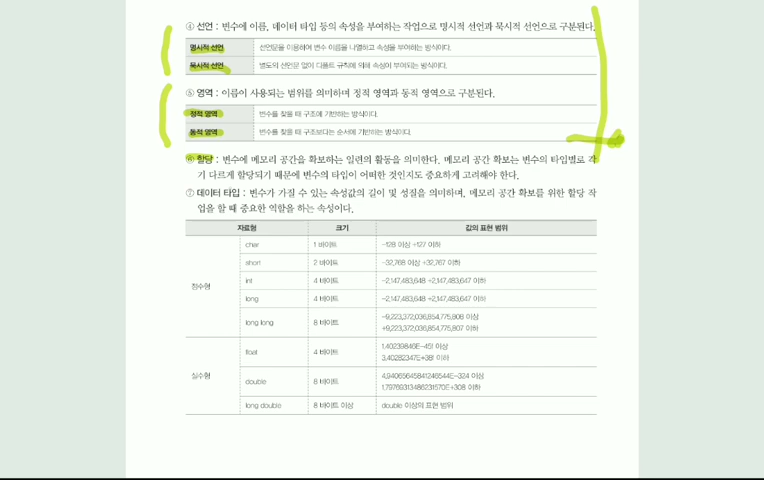 ④ 선언 : 변수에 이름, 데이터 타입 등의 속성을 부여하는 작업으로 명시적 선언과 묵시적 선언으로 구분된다.
명시적 선언 선언문을 이용하여 변수 이름을 나열하고 속성을 부여하는 방식이다.
묵시적 선언 별도의 선언문 없이 디폴트 규칙에 의해 속성이 부여되는 방식이다.
⑤ 영역 : 이름이 사용되는 범위를 의미하며 정적 영역과 동적 영역으로 구분된다.
정적 영역 변수를 찾을 때 구조에 기반하는 방식이다.
동적 영역 변수를 찾을 때 구조보다는 순서에 기반하는 방식이다.
⑥ 할당 : 변수에 메모리 공간을 확보하는 일련의 활동을 의미한다. 메모리 공간 확보는 변수의 타입별로 각
기 다르게 할당되기 때문에 변수의 타입이 어떠한 것인지도 중요하게 고려해야 한다.
⑦ 데이터 타입 : 변수가 가질 수 있는 속성값의 길이 및 성질을 의미하며, 메모리 공간 확보를 위한 할당 작
업을 할 때 중요한 역할을 하는 속성이다.
자료형 크기 값의 표현 범위
정수형
char 1 바이트 -128 이상 +127 이하
short 2 바이트 -32,768 이상 +32,767 이하
int 4 바이트 -2,147,483,648 +2,147,483,647 이하
long 4 바이트 -2,147,483,648 +2,147,483,647 이하
long long 8 바이트 -9,223,372,036,854,775,808 이상
+9,223,372,036,854,775,807 이하
실수형
float 4 바이트 1.40239846E-45f 이상
3.40282347E+38f 이하
double 8 바이트 4.94065645841246544E-324 이상
1.79769313486231570E+308 이하
long double 8 바이트 이상 double 이상의 표현 범위